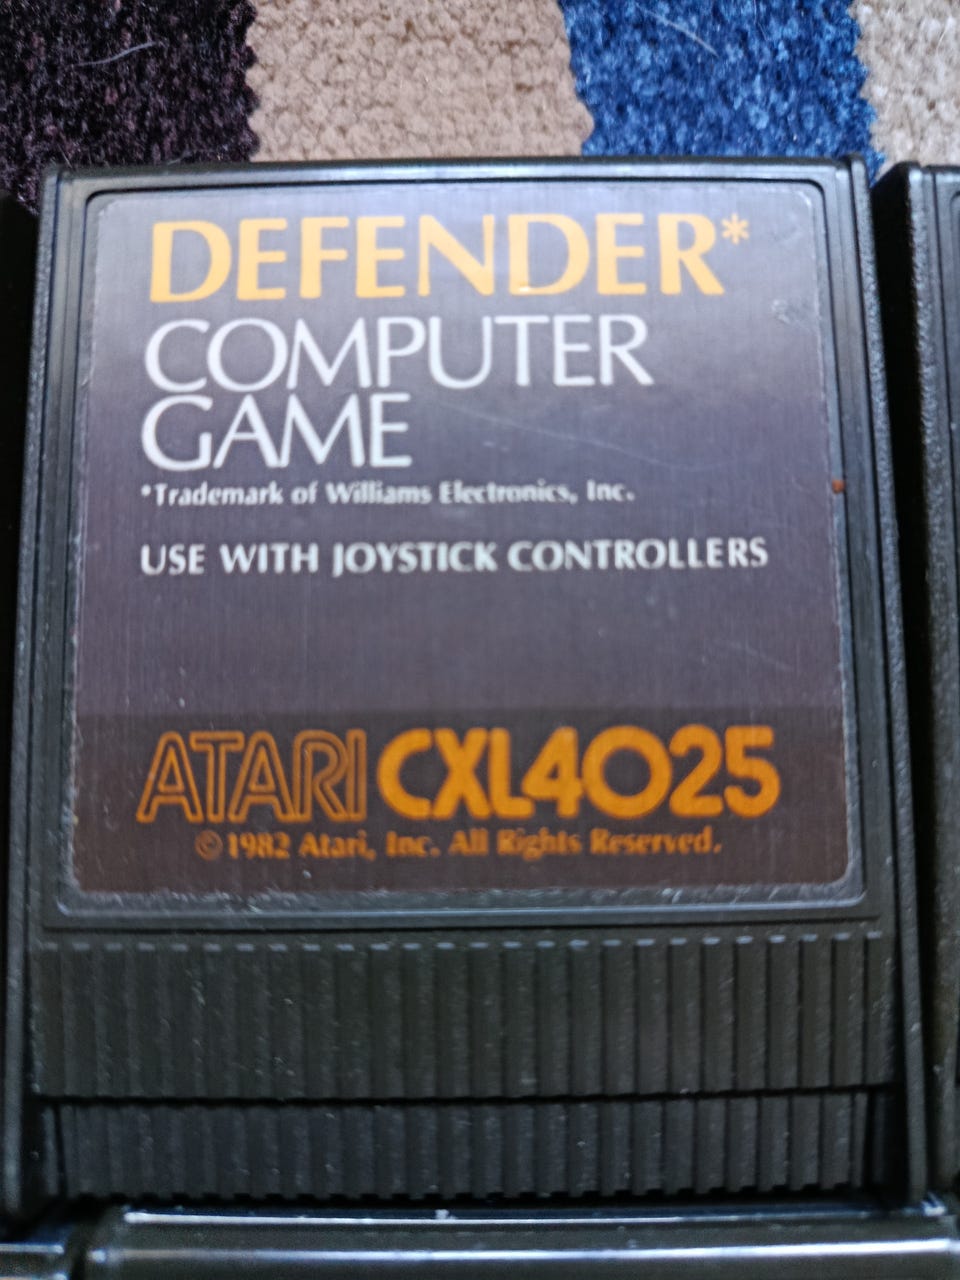 DEFENDER*
COMPUTER
GAME
*Trademark of Williams Electronics, Inc.
USE WITH JOYSTICK CONTROLLERS
ATARI CXL4025
©1982 Atari, Inc. All Rights Reserved.